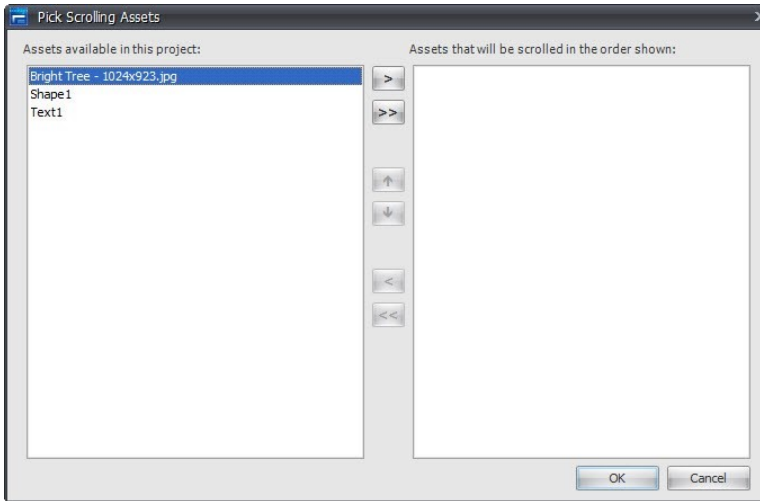 Pick Scrolling Assets
Assets available in this project:
Assets that will be scrolled in the order shown:
Bright Tree - 1024x923.jpg
Shape1
Text1
>
>>
<
<<
OK
Cancel